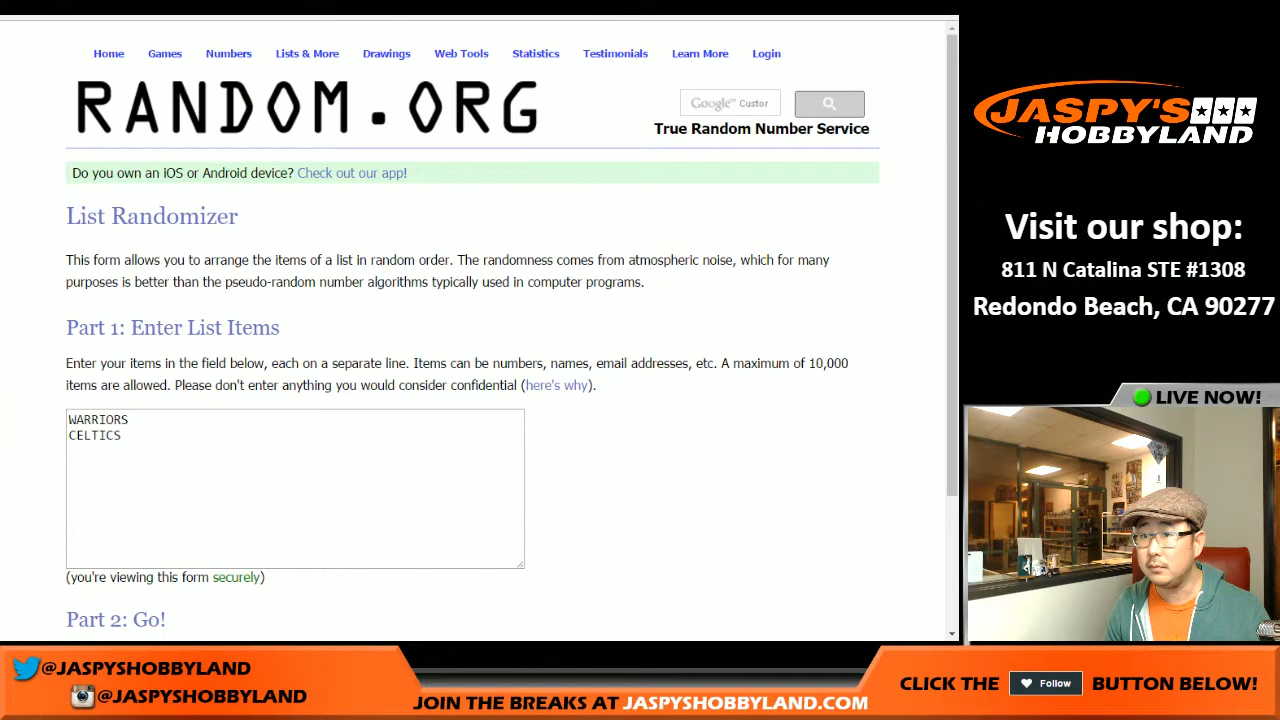 Home Games Numbers Lists & More Drawings Web Tools Statistics Testimonials Learn More Login
RANDOM.ORG
Google™ Custor
True Random Number Service
Do you own an iOS or Android device? Check out our app!
List Randomizer
This form allows you to arrange the items of a list in random order. The randomness comes from atmospheric noise, which for many
purposes is better than the pseudo-random number algorithms typically used in computer programs.
Part 1: Enter List Items
Enter your items in the field below, each on a separate line. Items can be numbers, names, email addresses, etc. A maximum of 10,000
items are allowed. Please don't enter anything you would consider confidential (here's why).
WARRIORS
CELTICS
(you're viewing this form securely)
Part 2: Go!
JASPY'S
HOBBYLAND
Visit our shop:
811 N Catalina STE #1308
Redondo Beach, CA 90277
LIVE NOW!
@JASPYSHOBBYLAND
@JASPYSHOBBYLAND
JOIN THE BREAKS AT JASPYSHOBBYLAND.COM
CLICK THE Follow BUTTON BELOW!